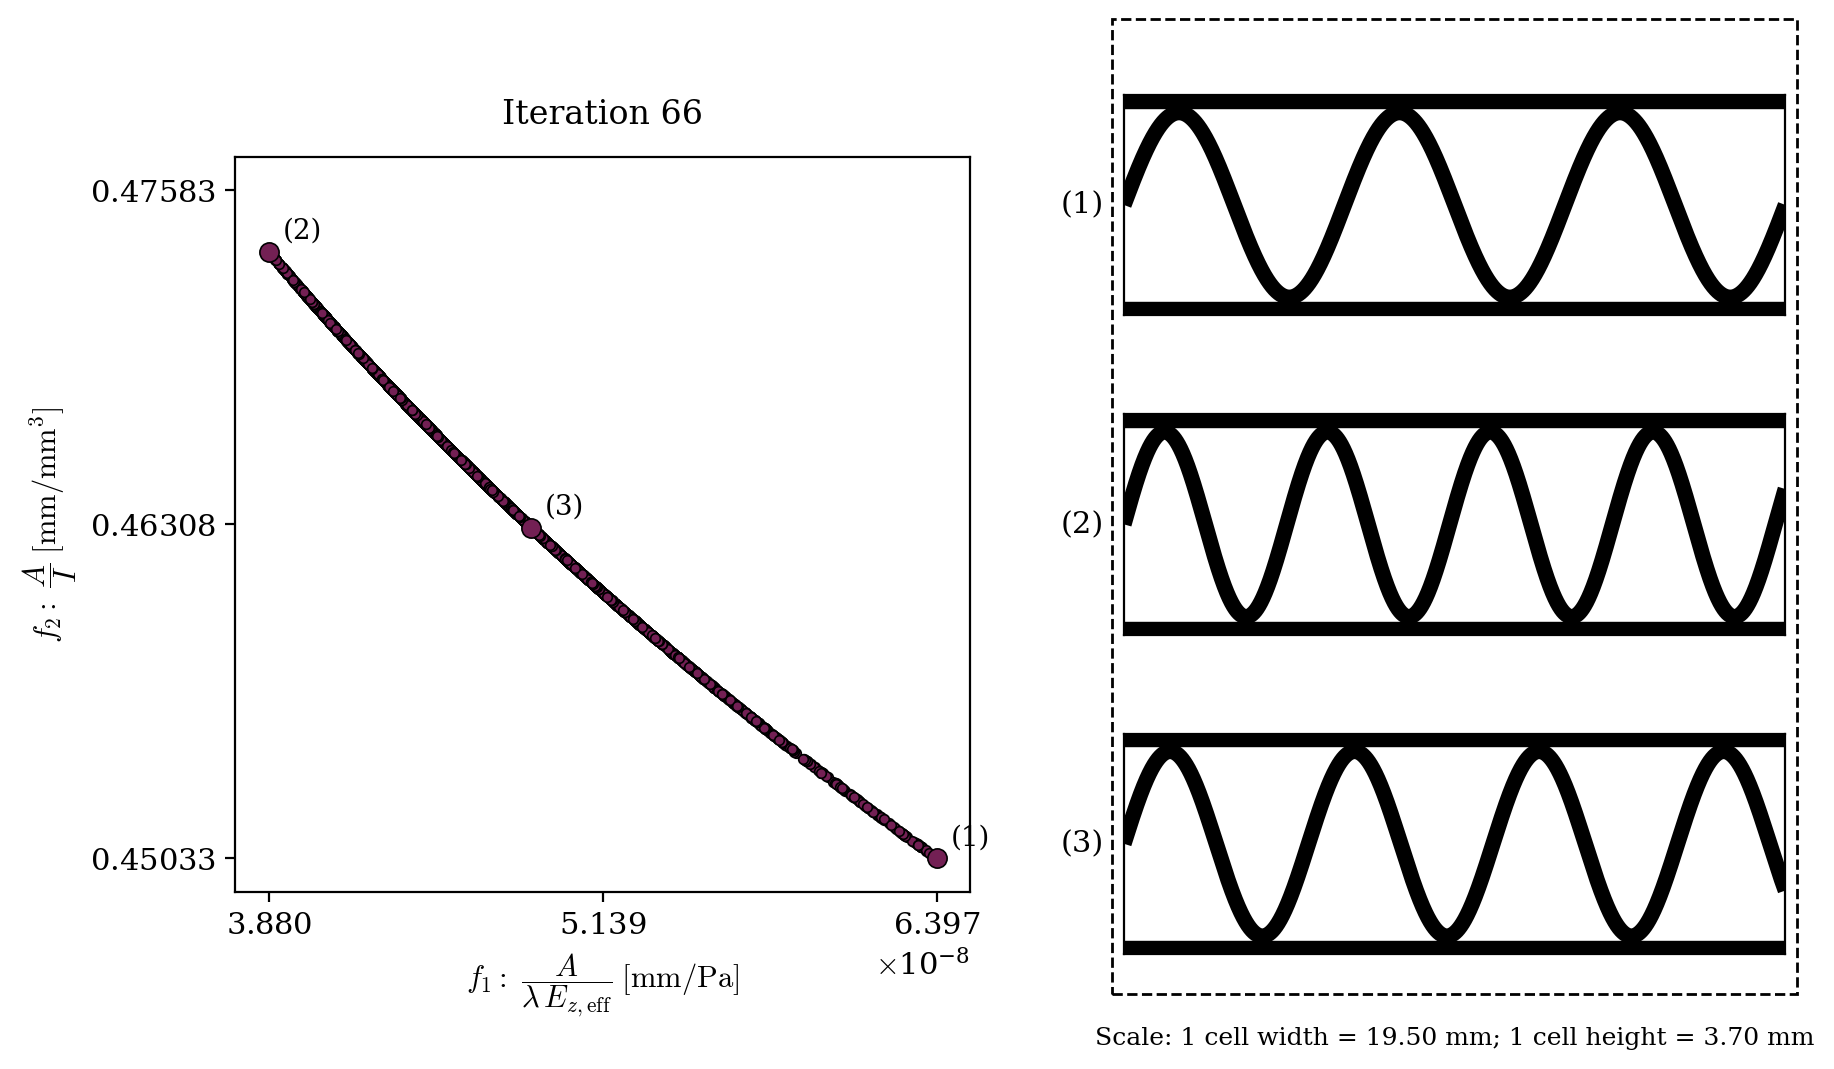 Iteration 66
0.47583
0.46308
0.45033
f₂ : A/I [mm/mm³]
(2)
(3)
(1)
3.880 5.139 6.397
×10⁻⁸
f₁ : A/(λ E_z,eff) [mm/Pa]
(1)
(2)
(3)
Scale: 1 cell width = 19.50 mm; 1 cell height = 3.70 mm